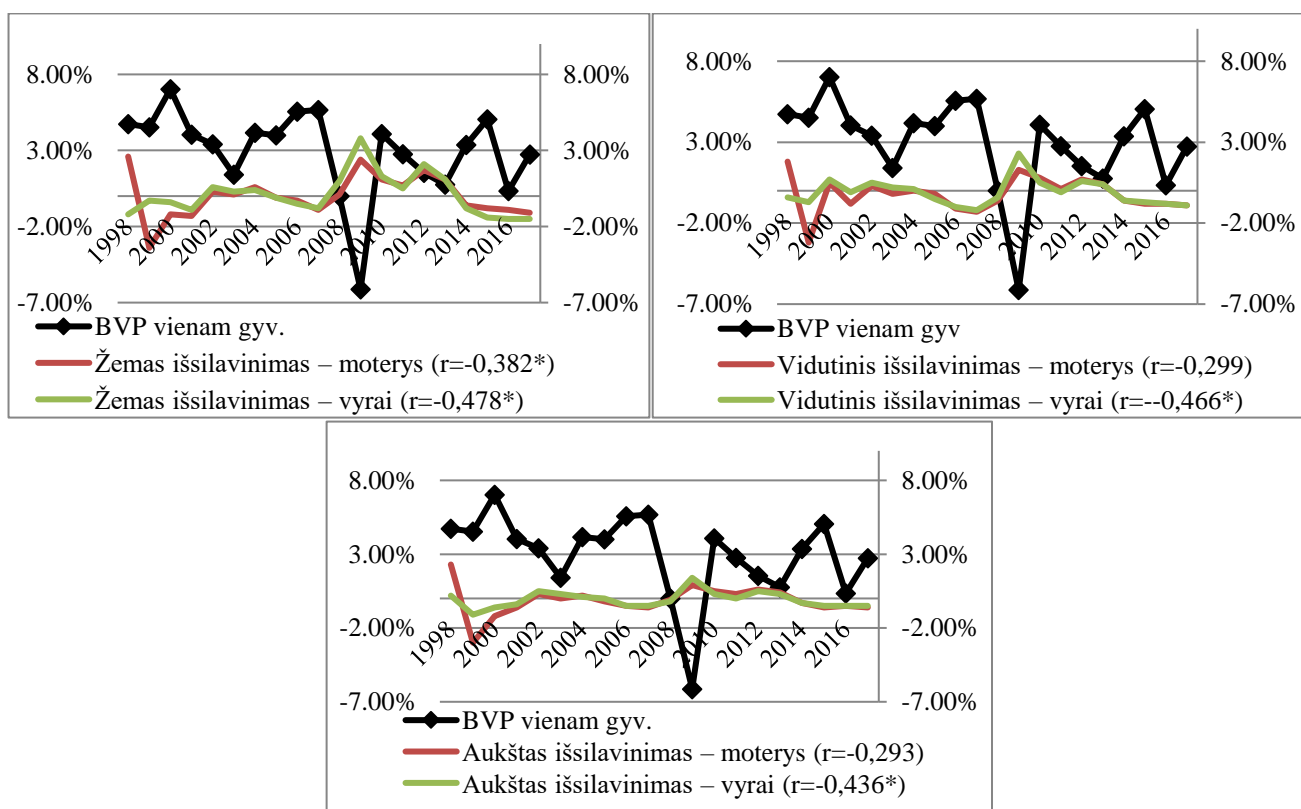 8.00% 8.00%
3.00% 3.00%
-2.00% -2.00%
-7.00% -7.00%
1998 2000 2002 2004 2006 2008 2010 2012 2014 2016
BVP vienam gyv.
Žemas išsilavinimas – moterys (r=-0,382*)
Žemas išsilavinimas – vyrai (r=-0,478*)
8.00% 8.00%
3.00% 3.00%
-2.00% -2.00%
-7.00% -7.00%
1998 2000 2002 2004 2006 2008 2010 2012 2014 2016
BVP vienam gyv
Vidutinis išsilavinimas – moterys (r=-0,299)
Vidutinis išsilavinimas – vyrai (r=--0,466*)
8.00% 8.00%
3.00% 3.00%
-2.00% -2.00%
-7.00% -7.00%
1998 2000 2002 2004 2006 2008 2010 2012 2014 2016
BVP vienam gyv.
Aukštas išsilavinimas – moterys (r=-0,293)
Aukštas išsilavinimas – vyrai (r=-0,436*)